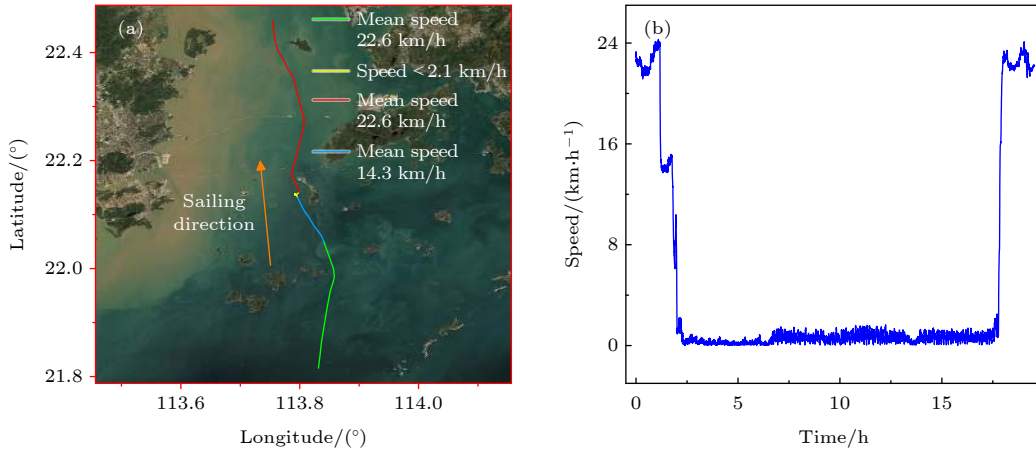 (a)
Mean speed
22.6 km/h
Speed <2.1 km/h
Mean speed
22.6 km/h
Mean speed
14.3 km/h
Sailing
direction
22.4
22.2
22.0
21.8
Latitude/(°)
113.6
113.8
114.0
Longitude/(°)
(b)
24
16
8
0
Speed/(km·h⁻¹)
0
5
10
15
Time/h